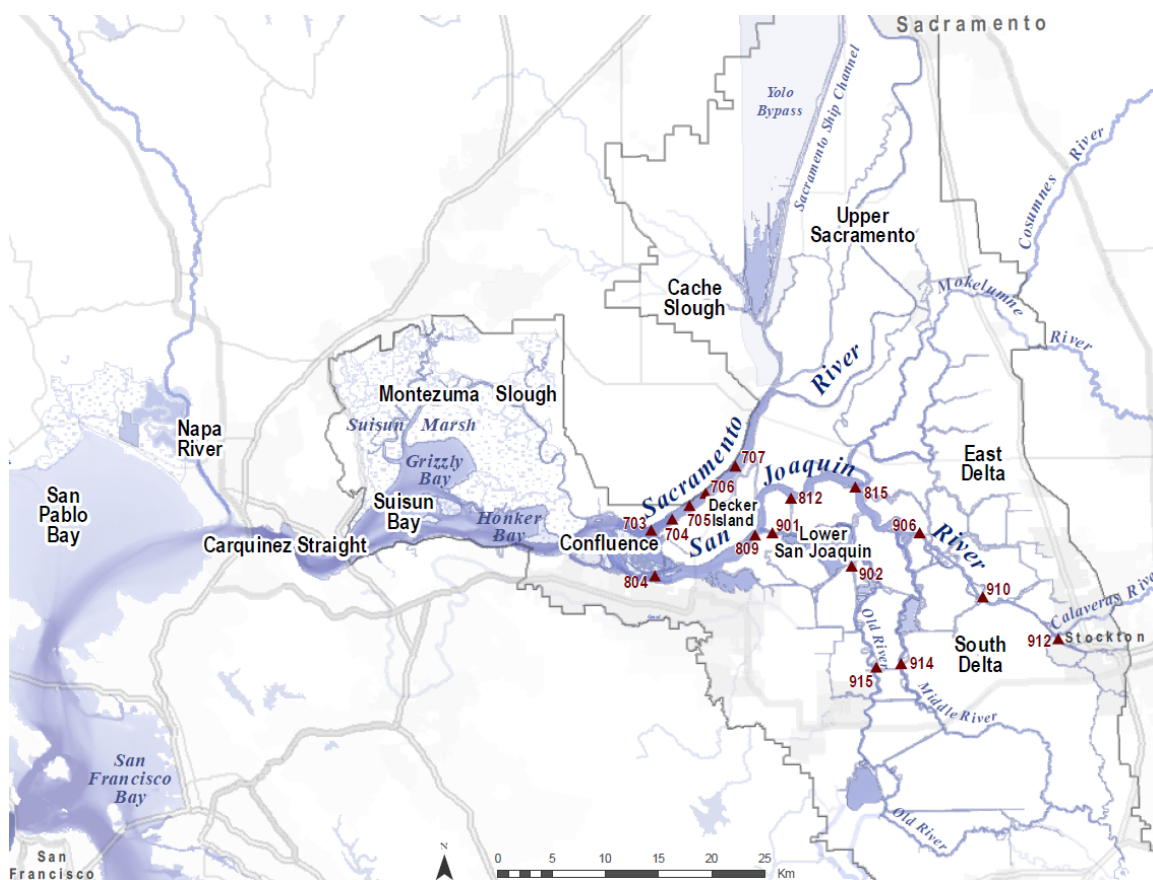 Sacramento
Yolo
Bypass
Sacramento Ship Channel
Cosumnes River
Upper
Sacramento
Cache
Slough
Mokelumne
River
River
Montezuma Slough
Suisun Marsh
Napa
River
Grizzly
Bay
Sacramento
707
Joaquin
East
Delta
San
Pablo
Bay
Suisun
Bay
706
812
815
Honker
Bay
703
704
705
Decker
Island
901
906
Carquinez Straight
Confluence
San
809
Lower
San Joaquin
River
804
902
910
Calaveras River
Old River
912
Stockton
South
Delta
914
915
Middle River
San
Francisco
Bay
Old River
San
Francisco
N
0 5 10 15 20 25
Km